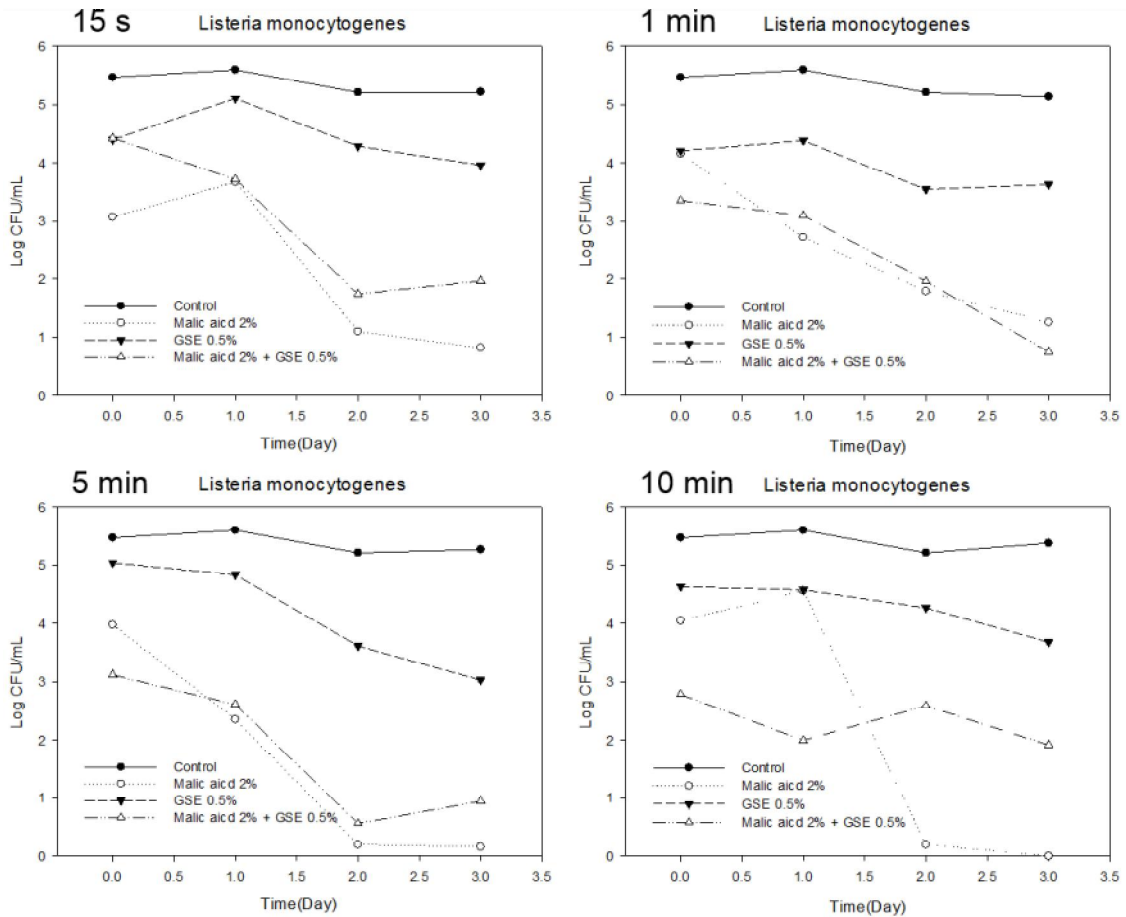 15 s Listeria monocytogenes
6
5
4
3
2
1
0
Log CFU/mL
Control
Malic aicd 2%
GSE 0.5%
Malic aicd 2% + GSE 0.5%
0.0 0.5 1.0 1.5 2.0 2.5 3.0 3.5
Time(Day)
1 min Listeria monocytogenes
6
5
4
3
2
1
0
Log CFU/mL
Control
Malic aicd 2%
GSE 0.5%
Malic aicd 2% + GSE 0.5%
0.0 0.5 1.0 1.5 2.0 2.5 3.0 3.5
Time(Day)
5 min Listeria monocytogenes
6
5
4
3
2
1
0
Log CFU/mL
Control
Malic aicd 2%
GSE 0.5%
Malic aicd 2% + GSE 0.5%
0.0 0.5 1.0 1.5 2.0 2.5 3.0 3.5
Time(Day)
10 min Listeria monocytogenes
6
5
4
3
2
1
0
Log CFU/mL
Control
Malic aicd 2%
GSE 0.5%
Malic aicd 2% + GSE 0.5%
0.0 0.5 1.0 1.5 2.0 2.5 3.0 3.5
Time(Day)